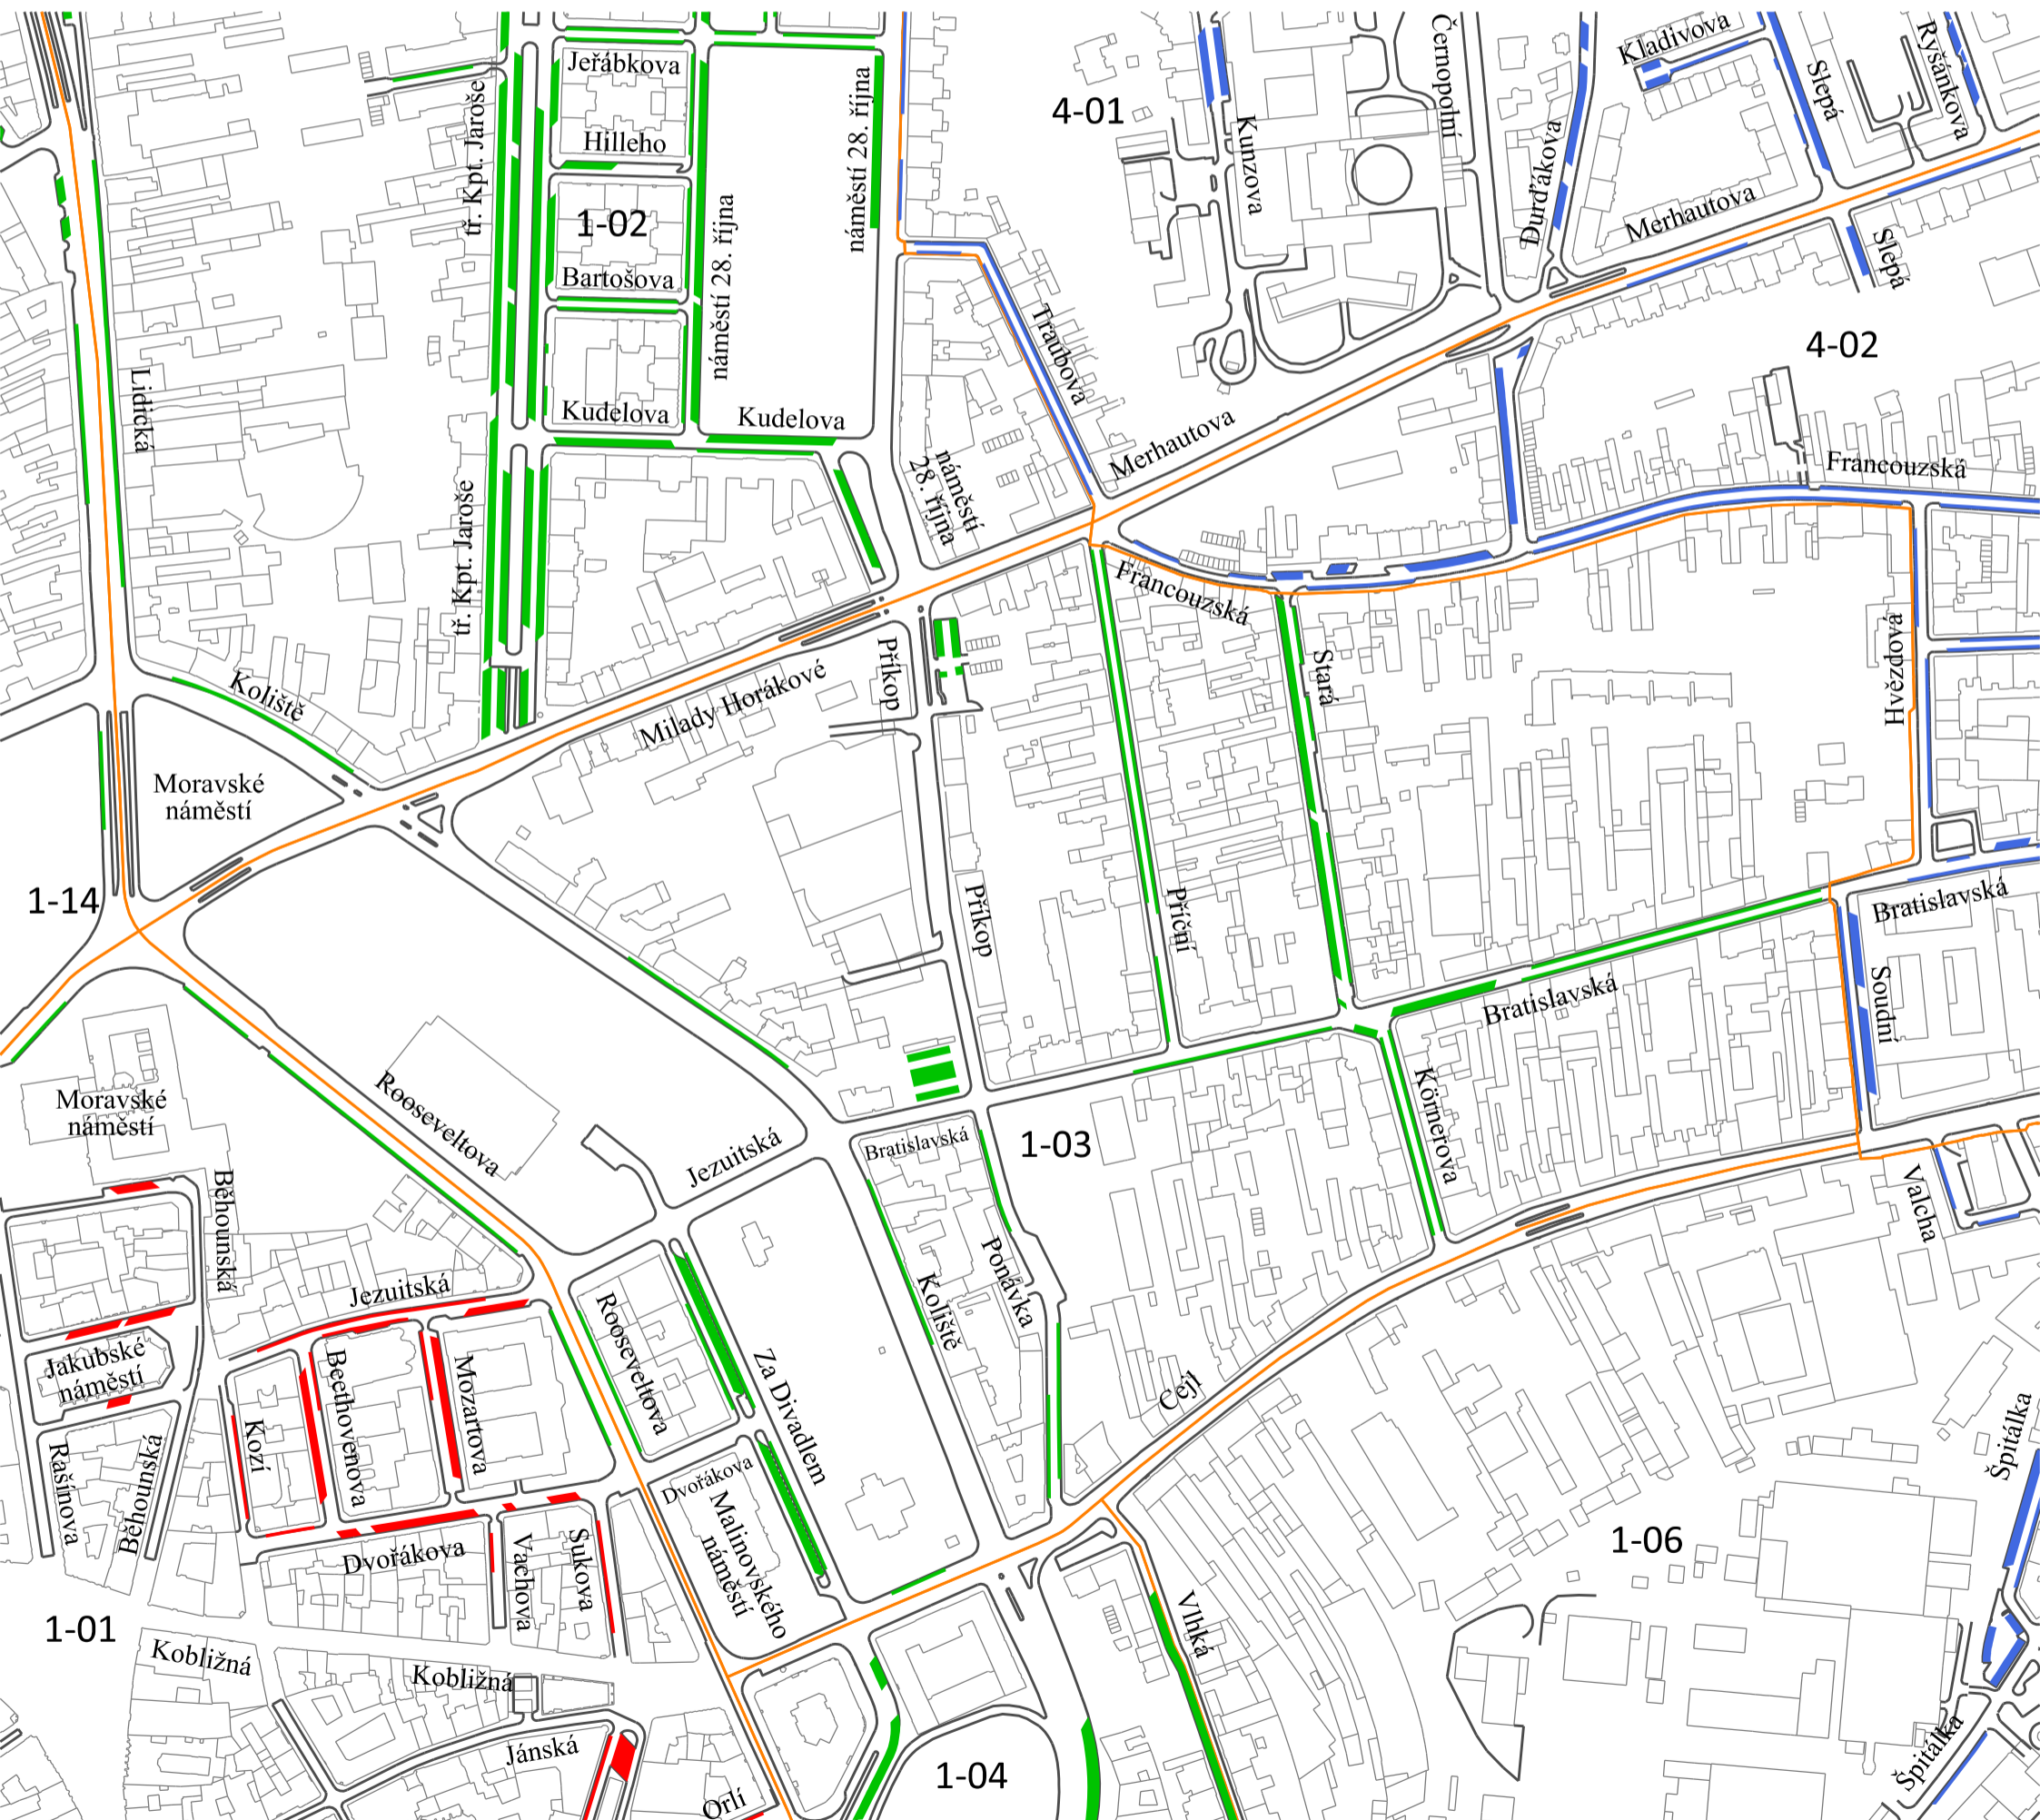 Jeřábkova
Kladivova
Ryšánkova
Černopolní
Slepá
tř. Kpt. Jaroše
náměstí 28. října
4-01
Kunzova
Durďákova
Hilleho
1-02
náměstí 28. října
Merhautova
Slepá
Bartošova
Traubova
4-02
Lidická
Kudelova
Kudelova
Merhautova
Francouzská
náměstí
28. října
tř. Kpt. Jaroše
Francouzská
Stará
Hvězdová
Příkop
Koliště
Milady Horákové
Moravské
náměstí
1-14
Příkop
Příční
Bratislavská
Soudní
Bratislavská
Moravské
náměstí
Rooseveltova
Körnerova
Bratislavská
1-03
Jezuitská
Běhounská
Valcha
Ponávka
Koliště
Jezuitská
Rooseveltova
Jakubské
náměstí
Beethovenova
Mozartova
Za Divadlem
Cejl
Kozí
Rašínova
Běhounská
Dvořákova
Malinovského
náměstí
Špitálka
Dvořákova
Vachova
Sukova
1-06
1-01
Vlhká
Kobližná
Kobližná
Jánská
1-04
Špitálka
Orlí